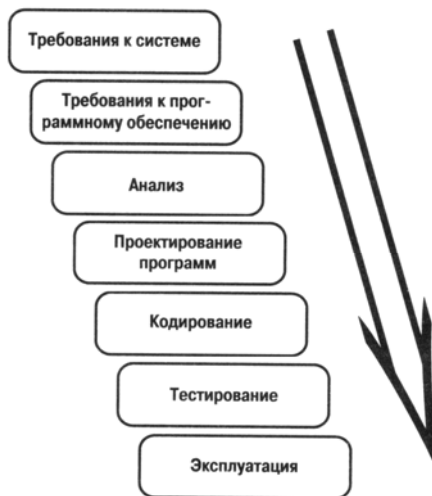 Требования к системе
Требования к прог-
раммному обеспечению
Анализ
Проектирование
программ
Кодирование
Тестирование
Эксплуатация